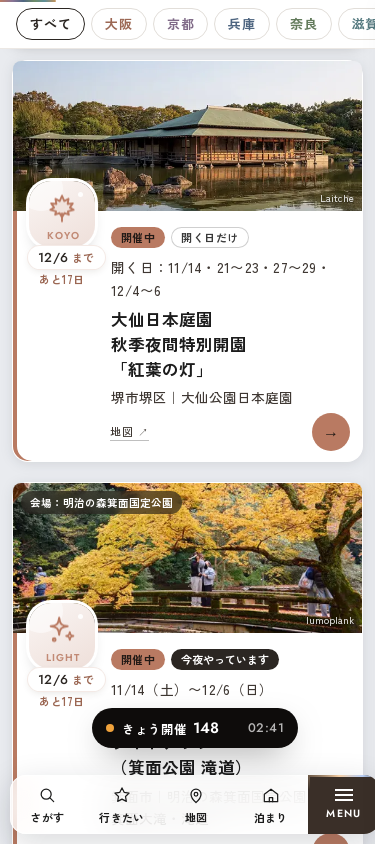 すべて 大阪 京都 兵庫 奈良 滋賀
Laitche
KOYO
12/6 まで
あと17日
開催中 開く日だけ
開く日：11/14・21〜23・27〜29・
12/4〜6
大仙日本庭園
秋季夜間特別開園
「紅葉の灯」
堺市堺区｜大仙公園日本庭園
地図 ↗
→
会場：明治の森箕面国定公園
lumoplank
LIGHT
12/6 まで
あと17日
開催中 今夜やっています
11/14（土）〜12/6（日）
きょう開催 148 02:41
（箕面公園 滝道）
さがす
行きたい
地図
泊まり
MENU